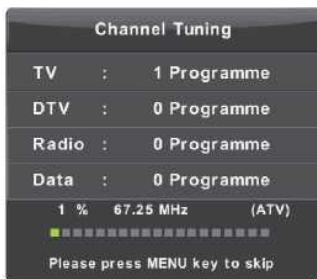 Channel Tuning
TV : 1 Programme
DTV : 0 Programme
Radio : 0 Programme
Data : 0 Programme
1 % 67.25 MHz (ATV)
Please press MENU key to skip